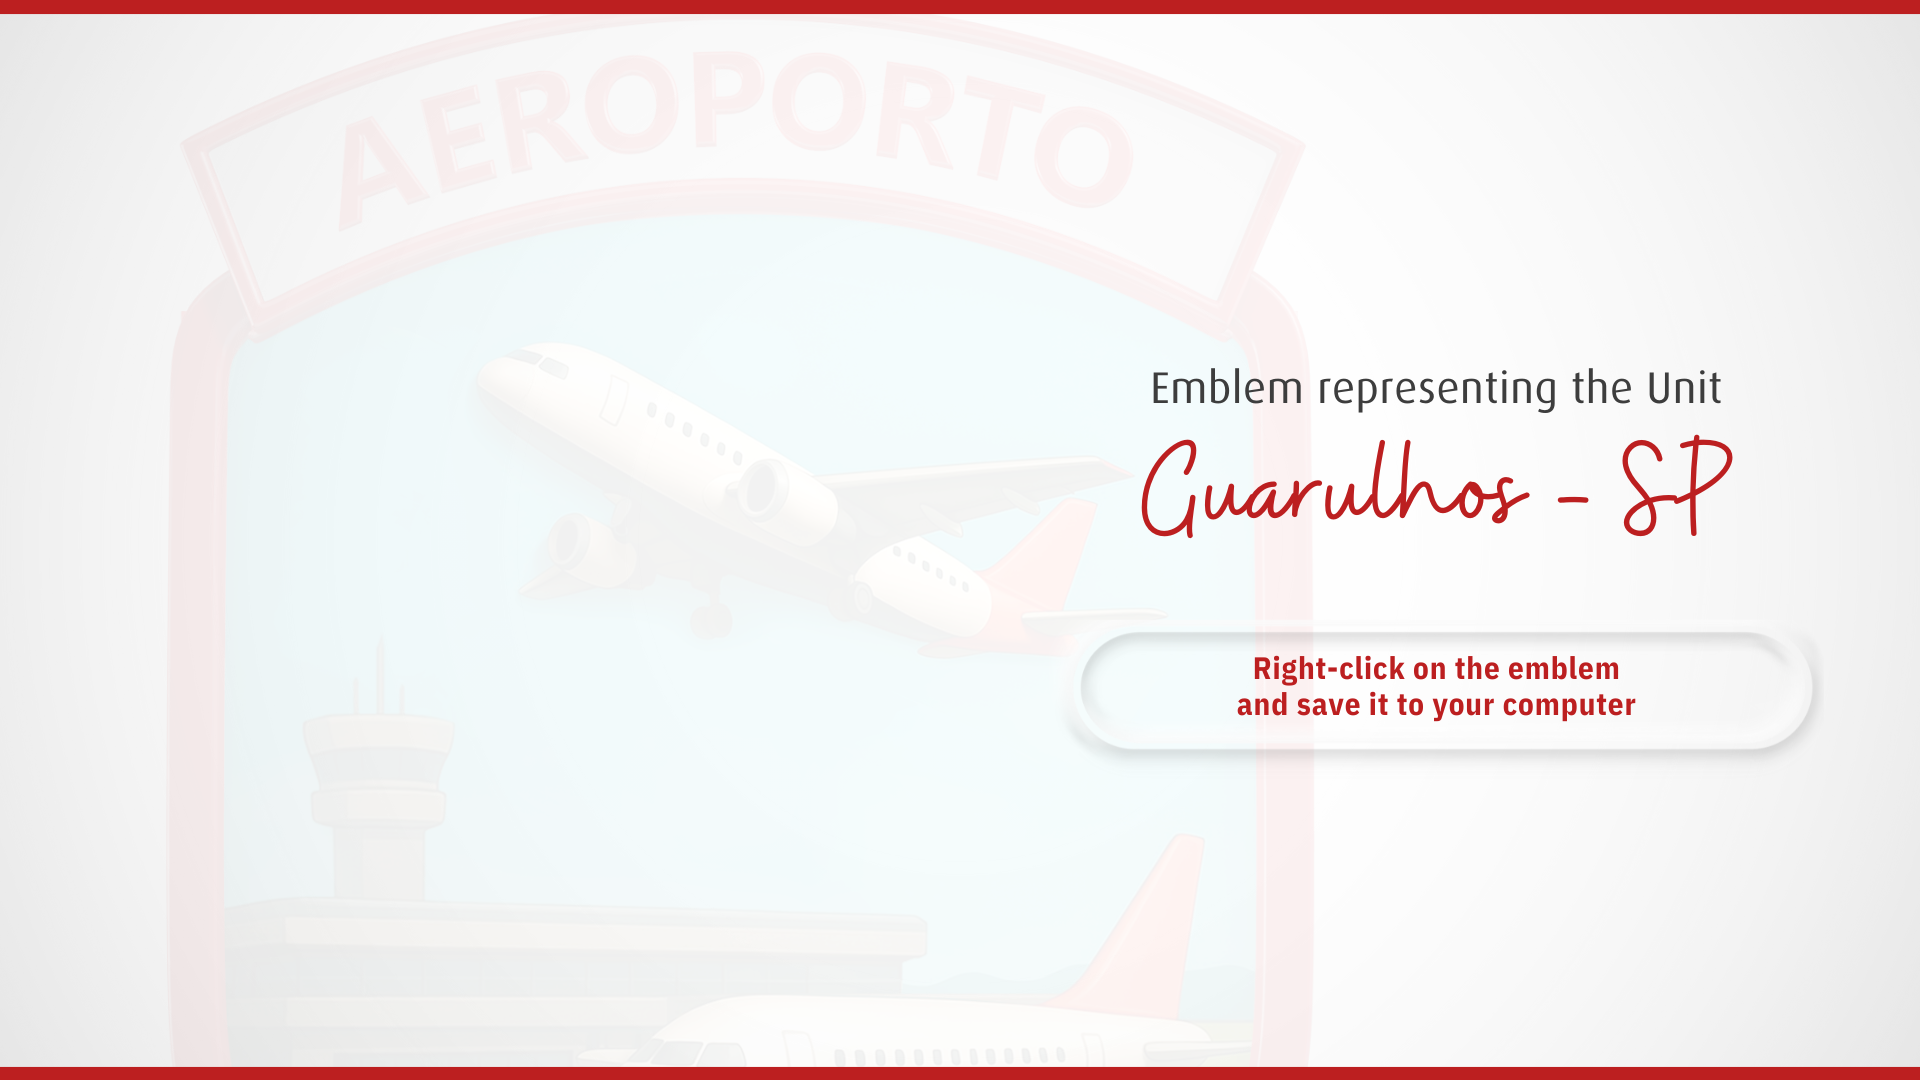 AEROPORTO
Emblem representing the Unit
Guarulhos - SP
Right-click on the emblem
and save it to your computer